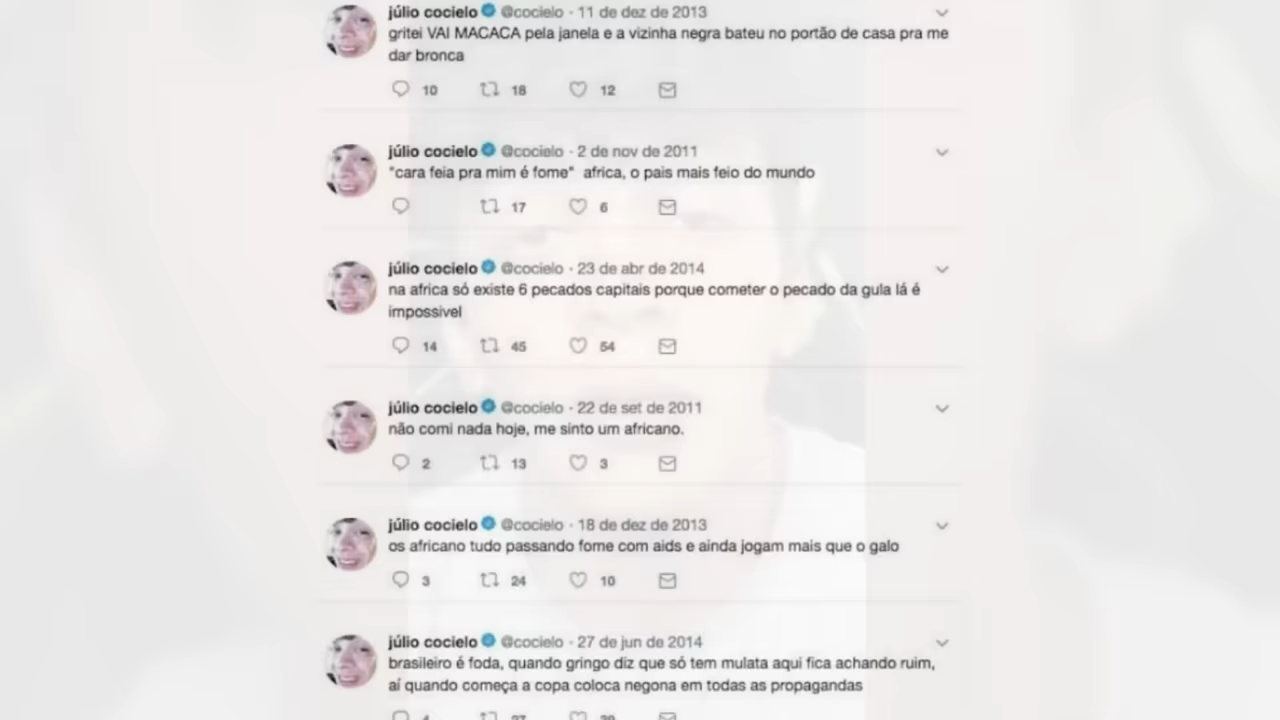 júlio cocielo @cocielo · 11 de dez de 2013
gritei VAI MACACA pela janela e a vizinha negra bateu no portão de casa pra me
dar bronca
10 18 12
júlio cocielo @cocielo · 2 de nov de 2011
"cara feia pra mim é fome" africa, o pais mais feio do mundo
17 6
júlio cocielo @cocielo · 23 de abr de 2014
na africa só existe 6 pecados capitais porque cometer o pecado da gula lá é
impossivel
14 45 54
júlio cocielo @cocielo · 22 de set de 2011
não comi nada hoje, me sinto um africano.
2 13 3
júlio cocielo @cocielo · 18 de dez de 2013
os africano tudo passando fome com aids e ainda jogam mais que o galo
3 24 10
júlio cocielo @cocielo · 27 de jun de 2014
brasileiro é foda, quando gringo diz que só tem mulata aqui fica achando ruim,
aí quando começa a copa coloca negona em todas as propagandas